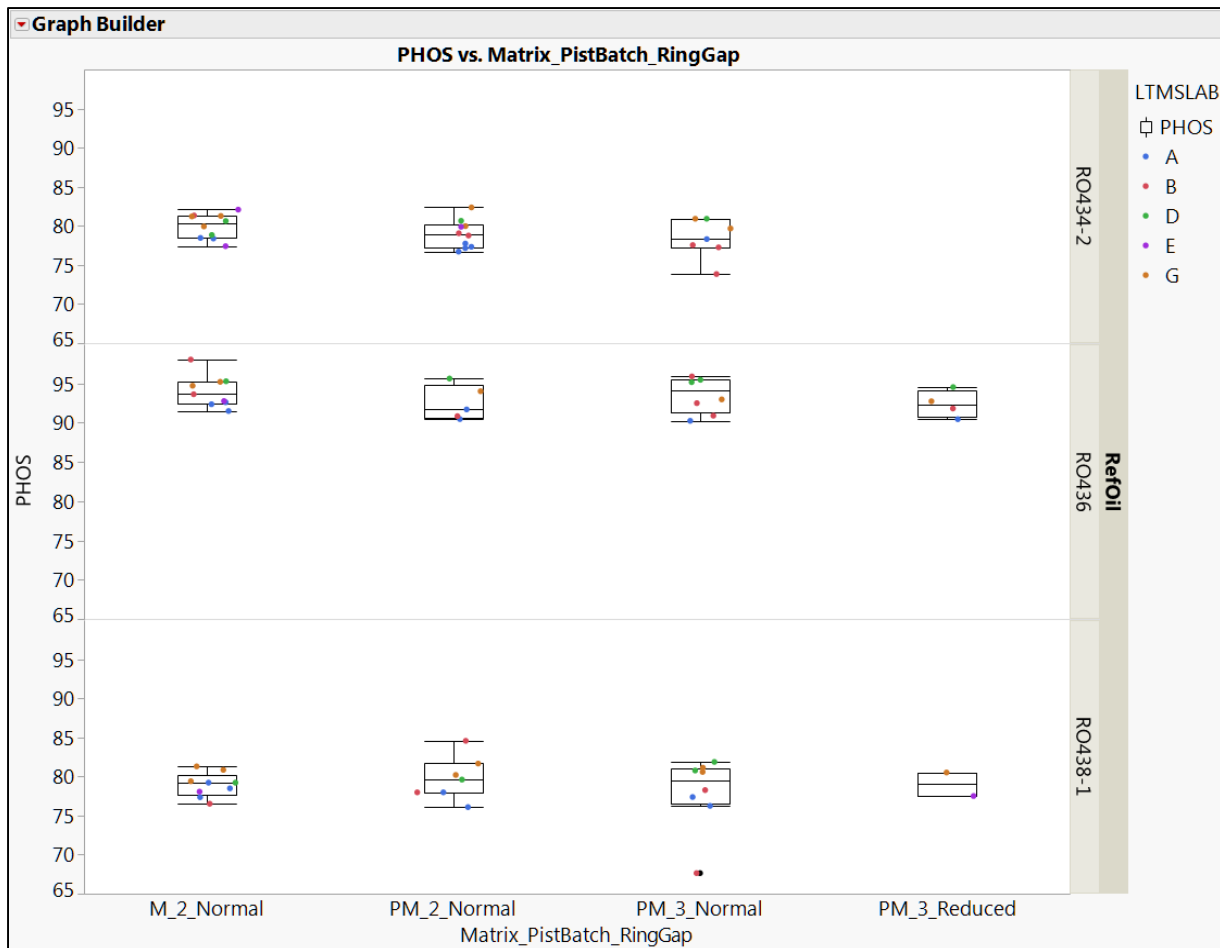 Graph Builder
PHOS vs. Matrix_PistBatch_RingGap
LTMSLAB
PHOS
A
B
D
E
G
PHOS
95
90
85
80
75
70
65
RO434-2
95
90
85
80
75
70
65
RO436
95
90
85
80
75
70
65
RO438-1
RefOil
M_2_Normal PM_2_Normal PM_3_Normal PM_3_Reduced
Matrix_PistBatch_RingGap